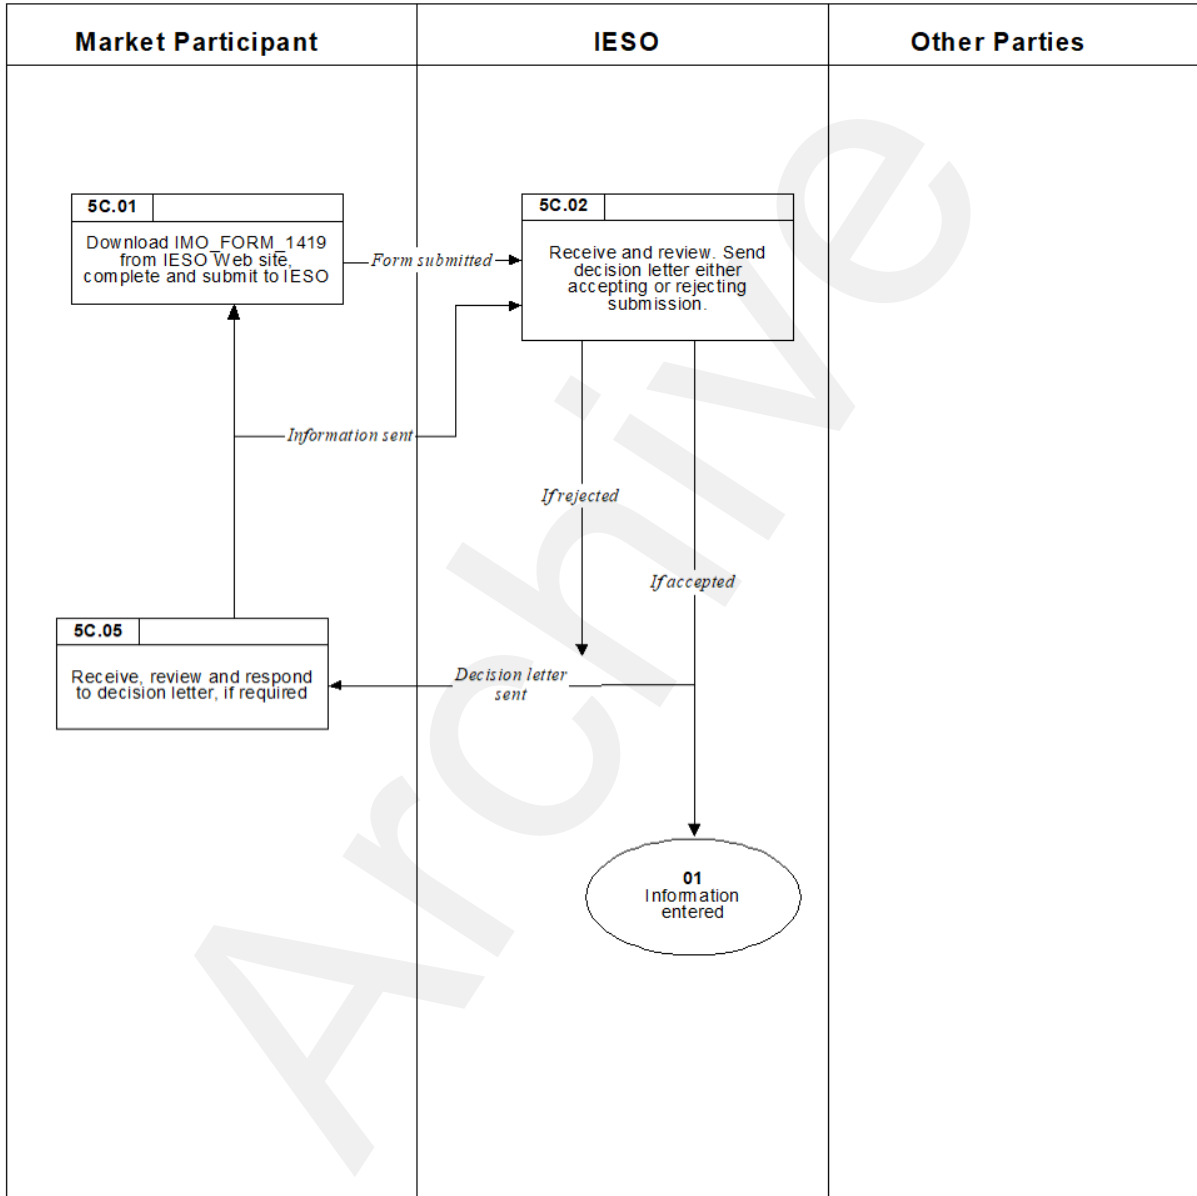 Market Participant
IESO
Other Parties
5C.01
Download IMO_FORM_1419
from IESO Web site,
complete and submit to IESO
Form submitted
5C.02
Receive and review. Send
decision letter either
accepting or rejecting
submission.
Information sent
If rejected
If accepted
5C.05
Receive, review and respond
to decision letter, if required
Decision letter
sent
01
Information
entered
Archive